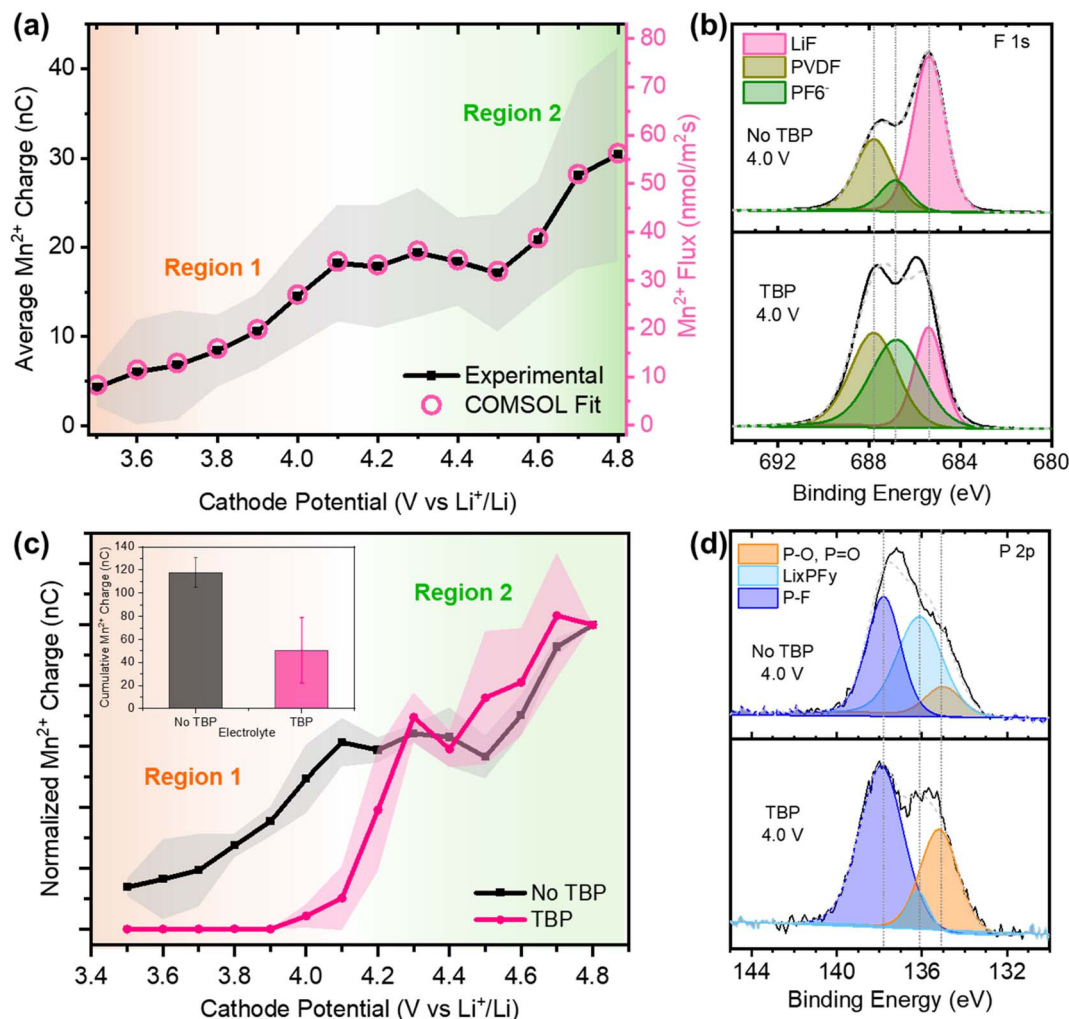 (a)
Average Mn²⁺ Charge (nC)
40
30
20
10
0
Region 1
Region 2
Experimental
COMSOL Fit
80
70
60
50
40
30
20
10
0
Mn²⁺ Flux (nmol/m²s)
3.6 3.8 4.0 4.2 4.4 4.6 4.8
Cathode Potential (V vs Li⁺/Li)
(b)
F 1s
LiF
PVDF
PF6⁻
No TBP
4.0 V
TBP
4.0 V
692 688 684 680
Binding Energy (eV)
(c)
Normalized Mn²⁺ Charge (nC)
Cumulative Mn²⁺ Charge (nC)
140
120
100
80
60
40
20
0
No TBP TBP
Electrolyte
Region 1
Region 2
No TBP
TBP
3.4 3.6 3.8 4.0 4.2 4.4 4.6 4.8
Cathode Potential (V vs Li⁺/Li)
(d)
P 2p
P-O, P=O
LixPFy
P-F
No TBP
4.0 V
TBP
4.0 V
145 140 135 130
Binding Energy (eV)